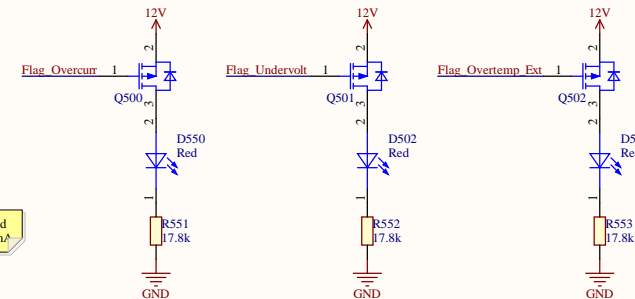 12V
12V
12V
2
2
2
Flag_Overcurr 1
Flag_Undervolt 1
Flag_Overtemp_Ext 1
Q500
Q501
Q502
3
3
3
2
2
2
D550
Red
D502
Red
1
1
1
R551
17.8k
R552
17.8k
R553
17.8k
GND
GND
GND